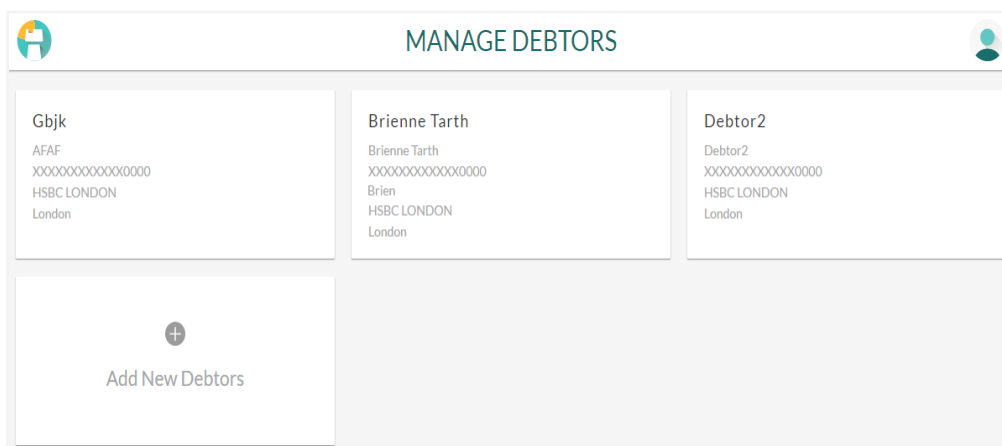 MANAGE DEBTORS
Gbjk
AFAF
XXXXXXXXXXXX0000
HSBC LONDON
London
Brienne Tarth
Brienne Tarth
XXXXXXXXXXXX0000
Brien
HSBC LONDON
London
Debtor2
Debtor2
XXXXXXXXXXXX0000
HSBC LONDON
London
Add New Debtors